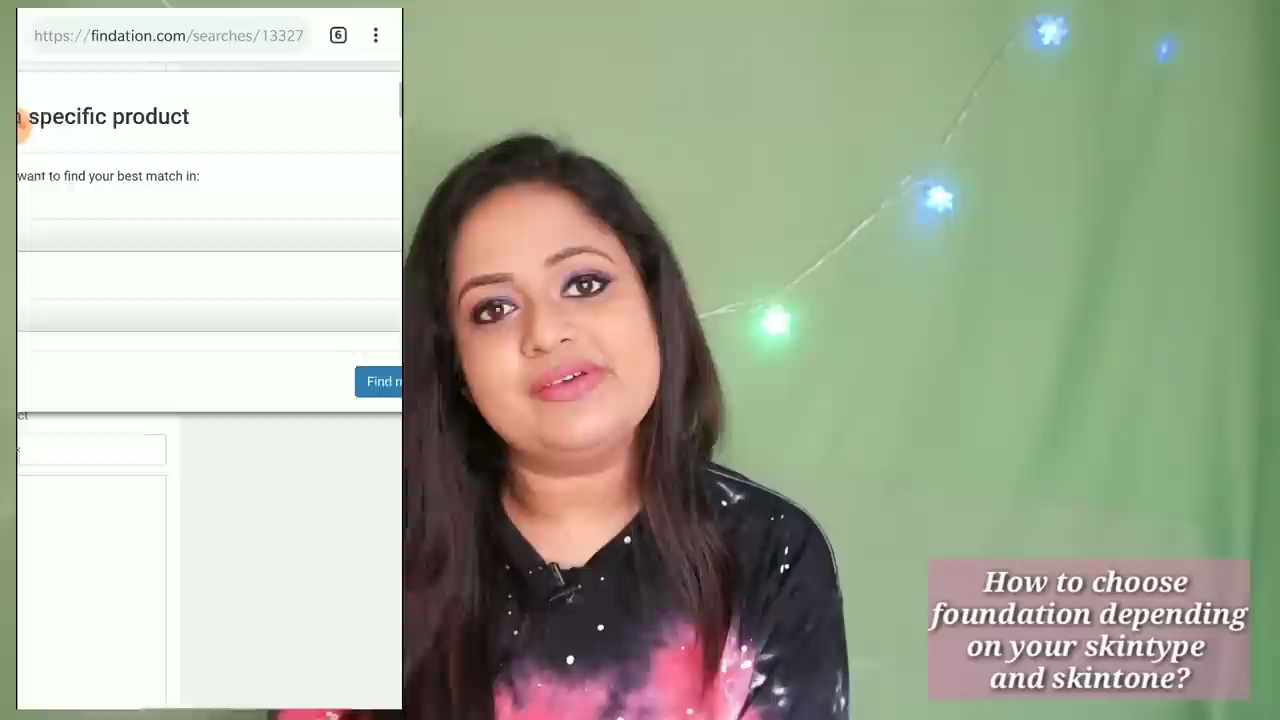 https://findation.com/searches/13327
6
specific product
want to find your best match in:
Find
ct
How to choose
foundation depending
on your skintype
and skintone?